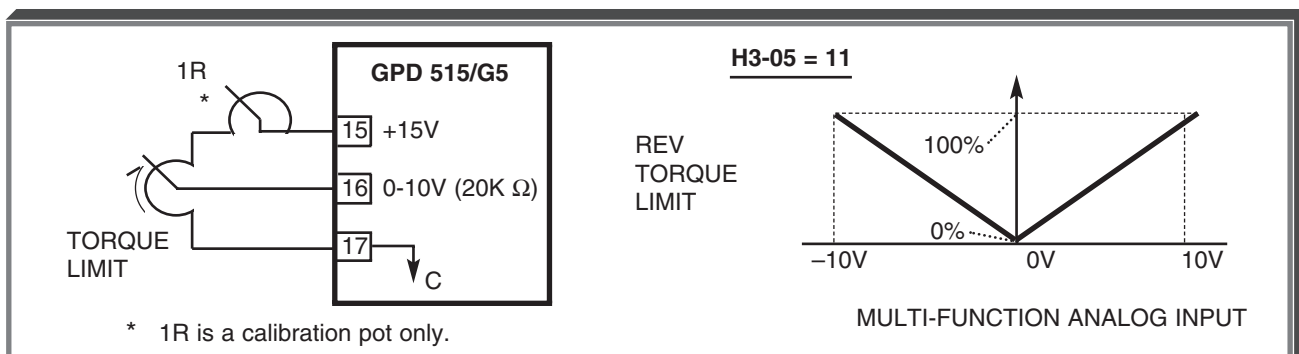 1R
*
GPD 515/G5
15 +15V
16 0-10V (20K Ω)
17
C
TORQUE
LIMIT
* 1R is a calibration pot only.
H3-05 = 11
REV
TORQUE
LIMIT
100%
0%
–10V 0V 10V
MULTI-FUNCTION ANALOG INPUT